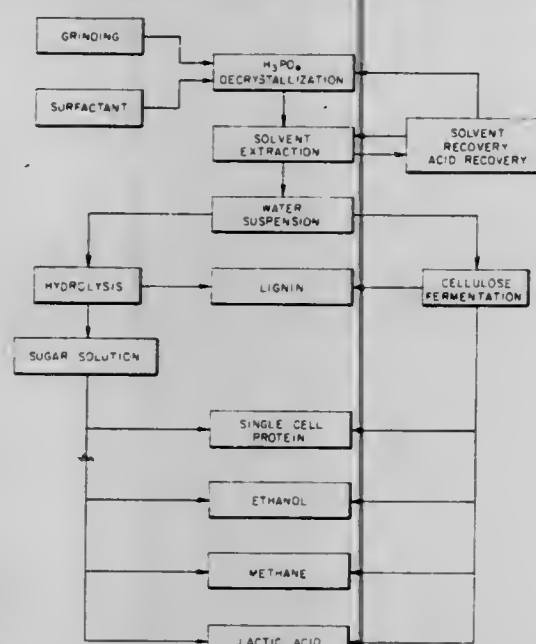 GRINDING
H₃PO₄
DECRYSTALLIZATION
SURFACTANT
SOLVENT
EXTRACTION
SOLVENT
RECOVERY
ACID RECOVERY
WATER
SUSPENSION
HYDROLYSIS
LIGNIN
CELLULOSE
FERMENTATION
SUGAR SOLUTION
SINGLE CELL
PROTEIN
ETHANOL
METHANE
LACTIC ACID